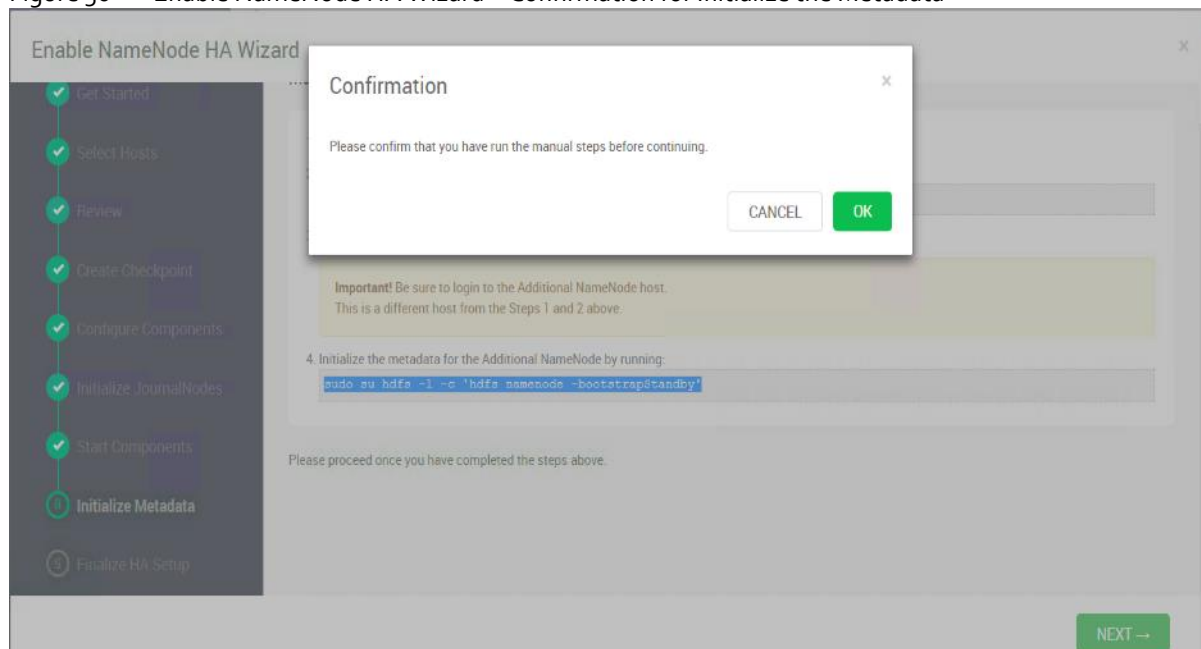 Enable NameNode HA Wizard
x
Get Started
Select Hosts
Review
Create Checkpoint
Configure Components
Initialize JournalNodes
Start Components
8 Initialize Metadata
9 Finalize HA Setup
Confirmation
x
Please confirm that you have run the manual steps before continuing.
CANCEL OK
Important! Be sure to login to the Additional NameNode host.
This is a different host from the Steps 1 and 2 above.
4. Initialize the metadata for the Additional NameNode by running:
sudo su hdfs -l -c 'hdfs namenode -bootstrapStandby'
Please proceed once you have completed the steps above.
NEXT →